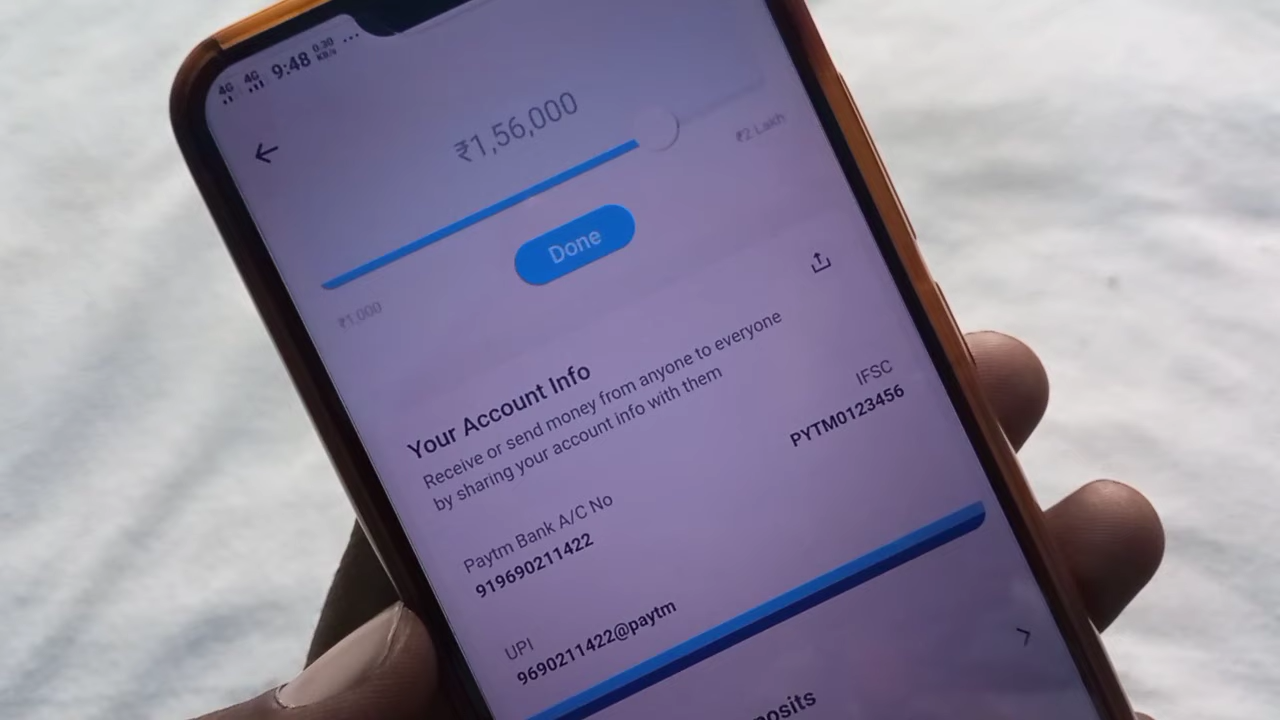 4G 4G 9:48 0.30 KB/s ...
₹1,56,000
₹2 Lakh
₹1,000
Done
Your Account Info
Receive or send money from anyone to everyone
by sharing your account info with them
Paytm Bank A/C No
919690211422
IFSC
PYTM0123456
UPI
9690211422@paytm